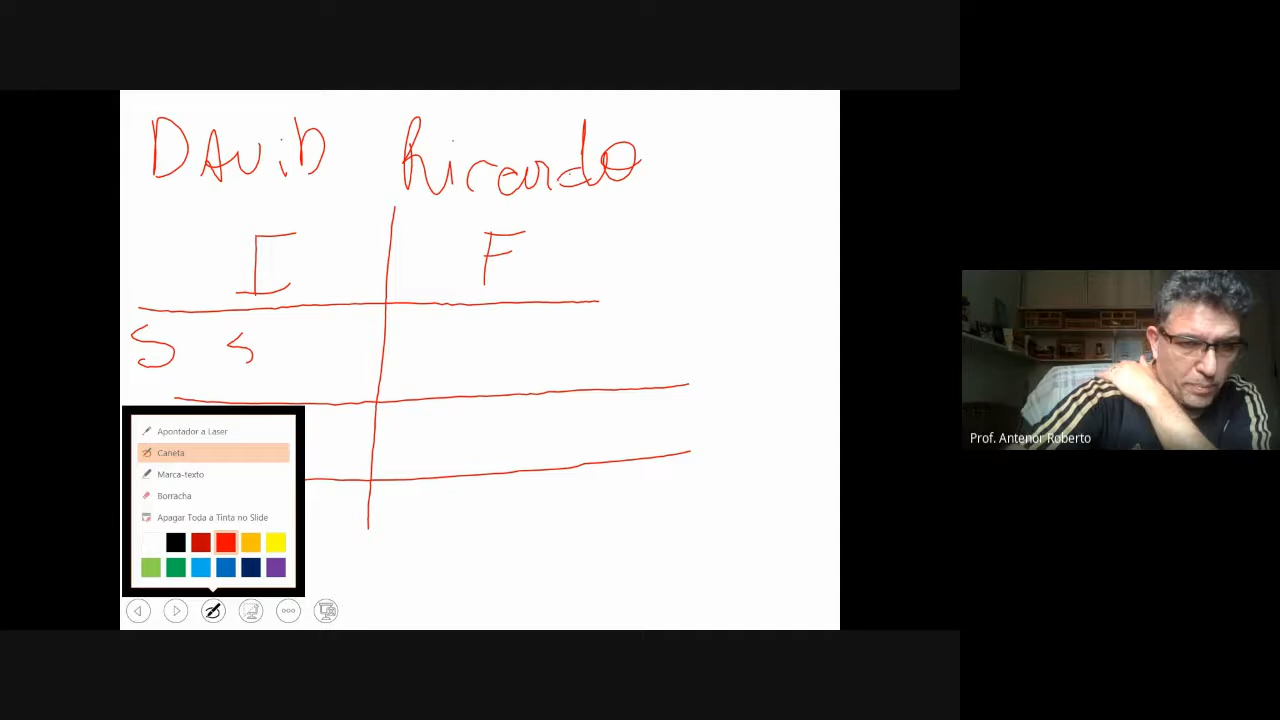 DAViD Ricardo
I F
S s
Apontador a Laser
Caneta
Marca-texto
Borracha
Apagar Toda a Tinta no Slide
Prof. Antenor Roberto